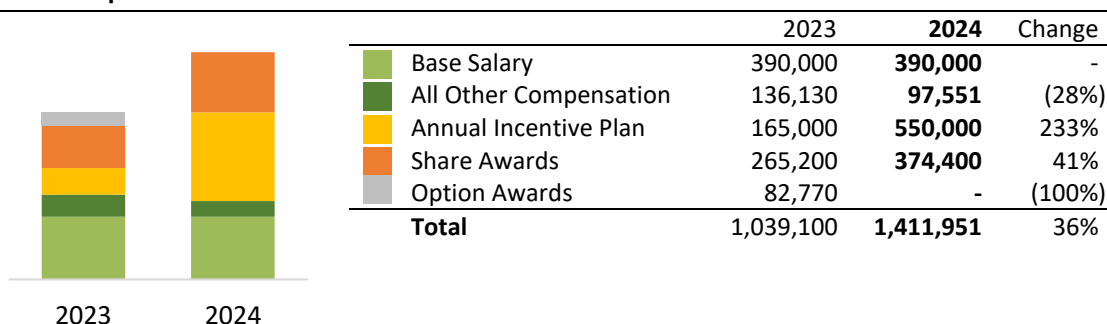 2023 2024 Change
Base Salary 390,000 390,000 -
All Other Compensation 136,130 97,551 (28%)
Annual Incentive Plan 165,000 550,000 233%
Share Awards 265,200 374,400 41%
Option Awards 82,770 - (100%)
Total 1,039,100 1,411,951 36%
2023 2024